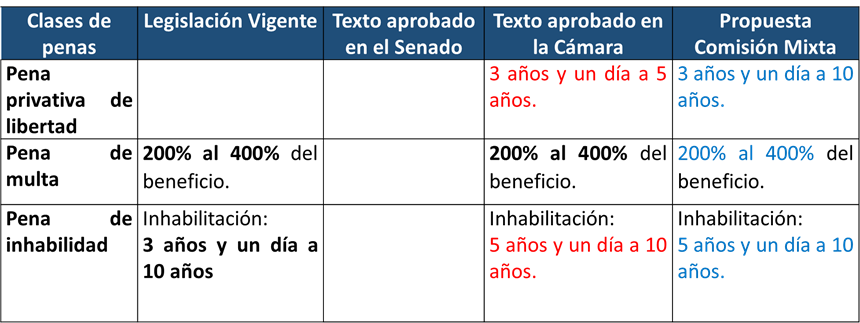 Clases de
penas
Legislación Vigente
Texto aprobado
en el Senado
Texto aprobado en
la Cámara
Propuesta
Comisión Mixta
Pena
privativa de
libertad
3 años y un día a 5
años.
3 años y un día a 10
años.
Pena de
multa
200% al 400% del
beneficio.
200% al 400% del
beneficio.
200% al 400% del
beneficio.
Pena de
inhabilidad
Inhabilitación:
3 años y un día a
10 años
Inhabilitación:
5 años y un día a 10
años.
Inhabilitación:
5 años y un día a 10
años.